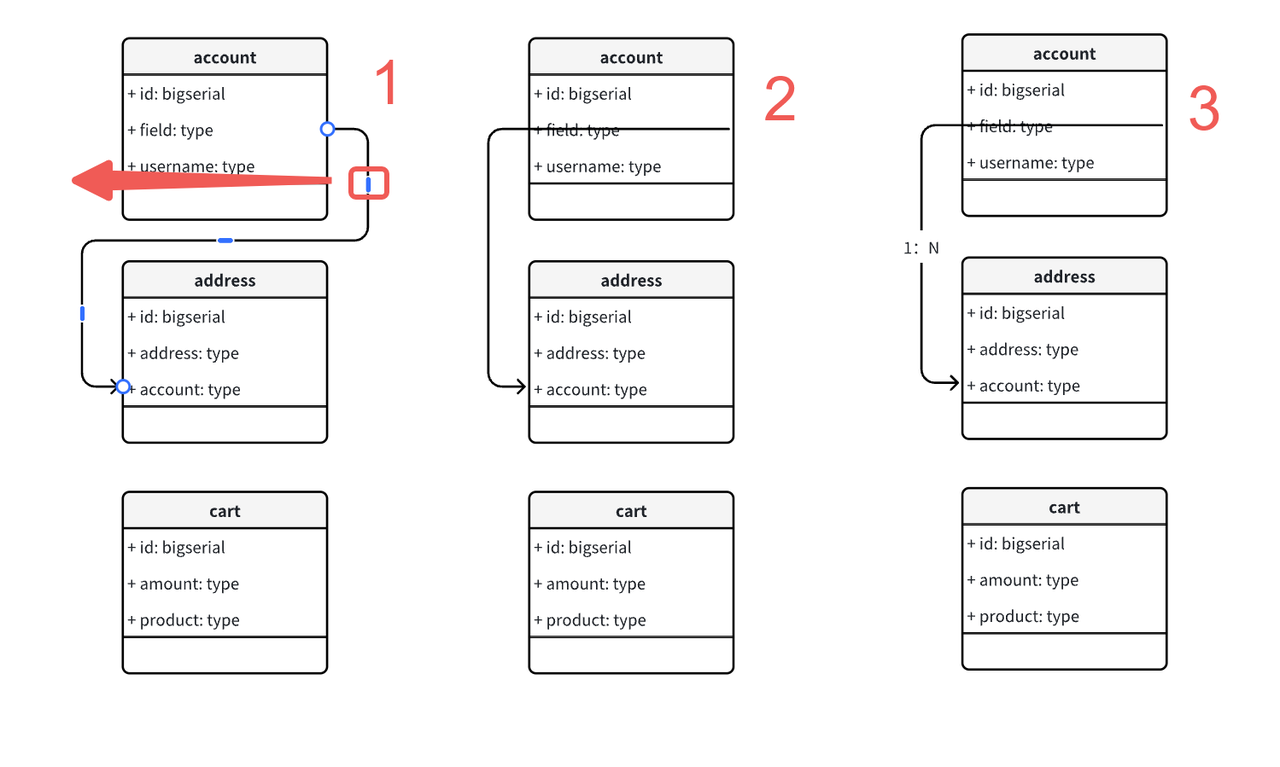 1
account
+ id: bigserial
+ field: type
+ username: type
address
+ id: bigserial
+ address: type
+ account: type
cart
+ id: bigserial
+ amount: type
+ product: type
2
account
+ id: bigserial
+ field: type
+ username: type
address
+ id: bigserial
+ address: type
+ account: type
cart
+ id: bigserial
+ amount: type
+ product: type
3
account
+ id: bigserial
+ field: type
+ username: type
1: N
address
+ id: bigserial
+ address: type
+ account: type
cart
+ id: bigserial
+ amount: type
+ product: type